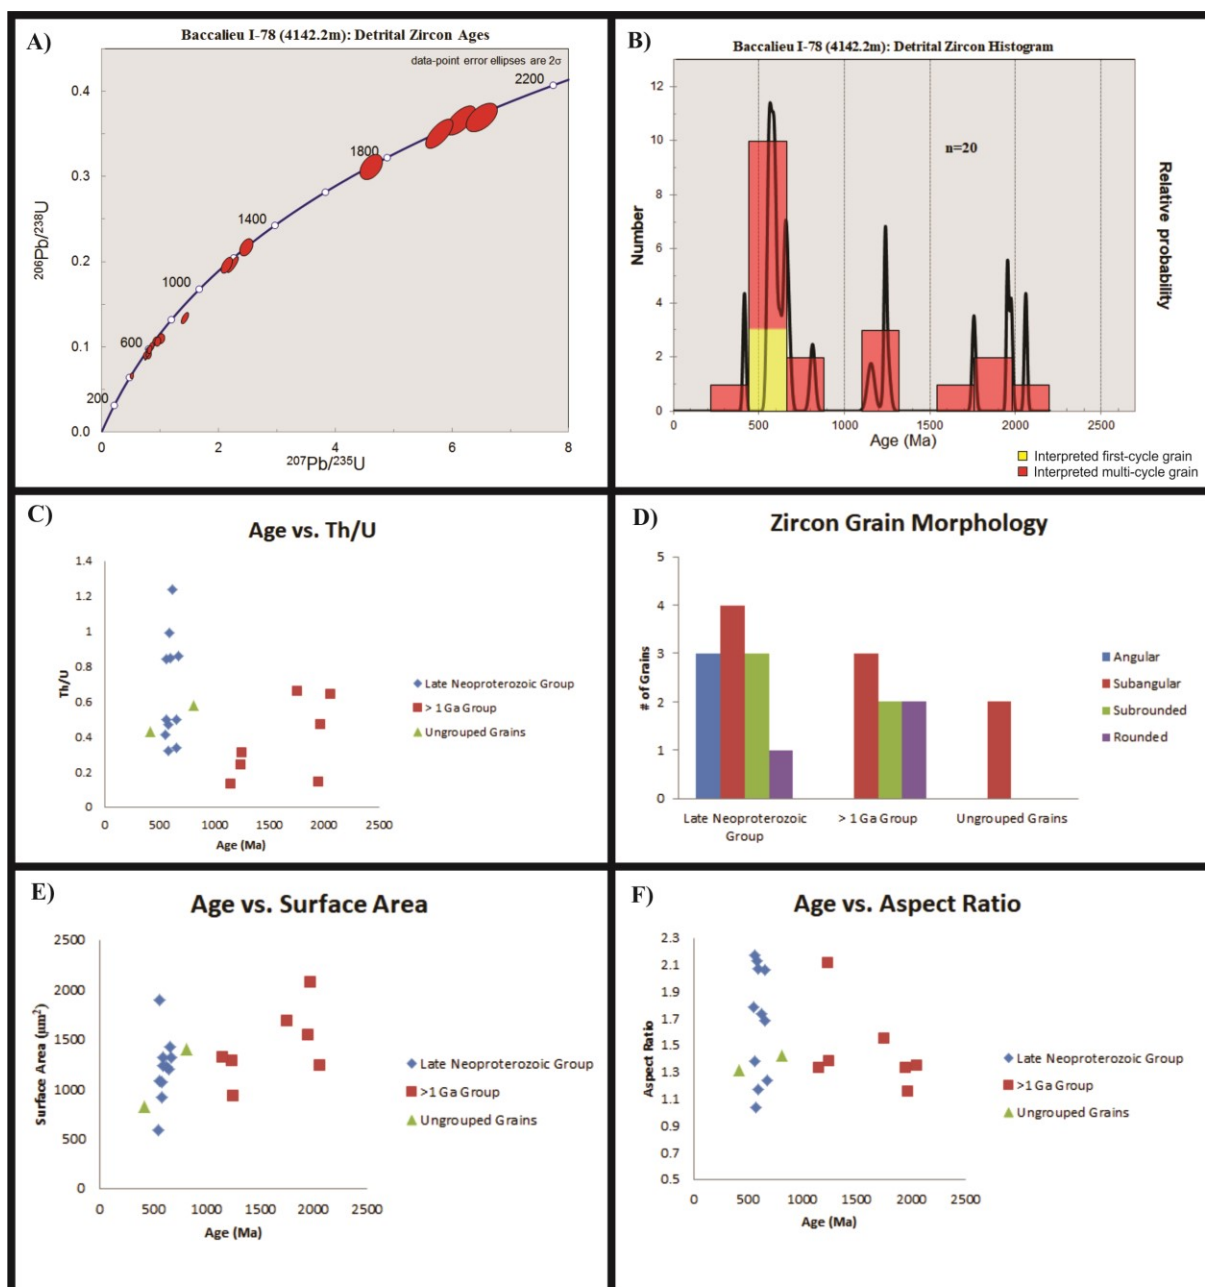 A)
Baccalieu I-78 (4142.2m): Detrital Zircon Ages
data-point error ellipses are 2σ
2200
0.4
0.3
1800
1400
0.2
1000
0.1
600
200
0.0
0 2 4 6 8
206Pb/238U
207Pb/235U
B)
Baccalieu I-78 (4142.2m): Detrital Zircon Histogram
12
10
8
6
4
2
0
n=20
Number
Relative probability
0 500 1000 1500 2000 2500
Age (Ma)
Interpreted first-cycle grain
Interpreted multi-cycle grain
C)
Age vs. Th/U
1.4
1.2
1
0.8
0.6
0.4
0.2
0
Th/U
0 500 1000 1500 2000 2500
Age (Ma)
Late Neoproterozoic Group
> 1 Ga Group
Ungrouped Grains
D)
Zircon Grain Morphology
5
4
3
2
1
0
# of Grains
Late Neoproterozoic
Group
> 1 Ga Group
Ungrouped Grains
Angular
Subangular
Subrounded
Rounded
E)
Age vs. Surface Area
2500
2000
1500
1000
500
0
Surface Area (µm2)
0 500 1000 1500 2000 2500
Age (Ma)
Late Neoproterozoic Group
>1 Ga Group
Ungrouped Grains
F)
Age vs. Aspect Ratio
2.3
2.1
1.9
1.7
1.5
1.3
1.1
0.9
0.7
0.5
Aspect Ratio
0 500 1000 1500 2000 2500
Age (Ma)
Late Neoproterozoic Group
>1 Ga Group
Ungrouped Grains